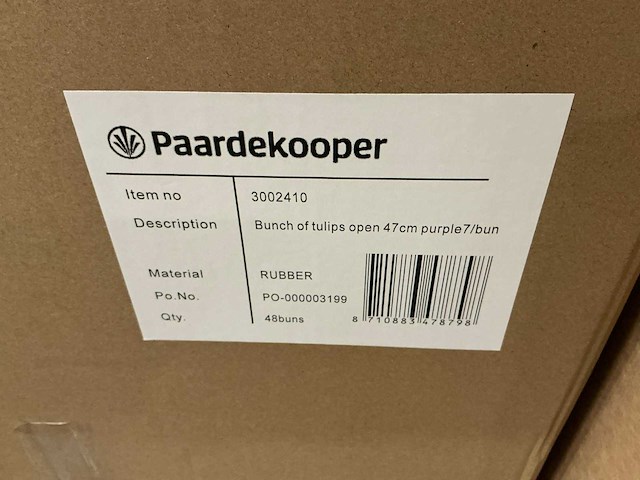 Paardekooper
Item no 3002410
Description Bunch of tulips open 47cm purple7/bun
Material RUBBER
Po.No. PO-000003199
Qty. 48buns
8 710883 478798